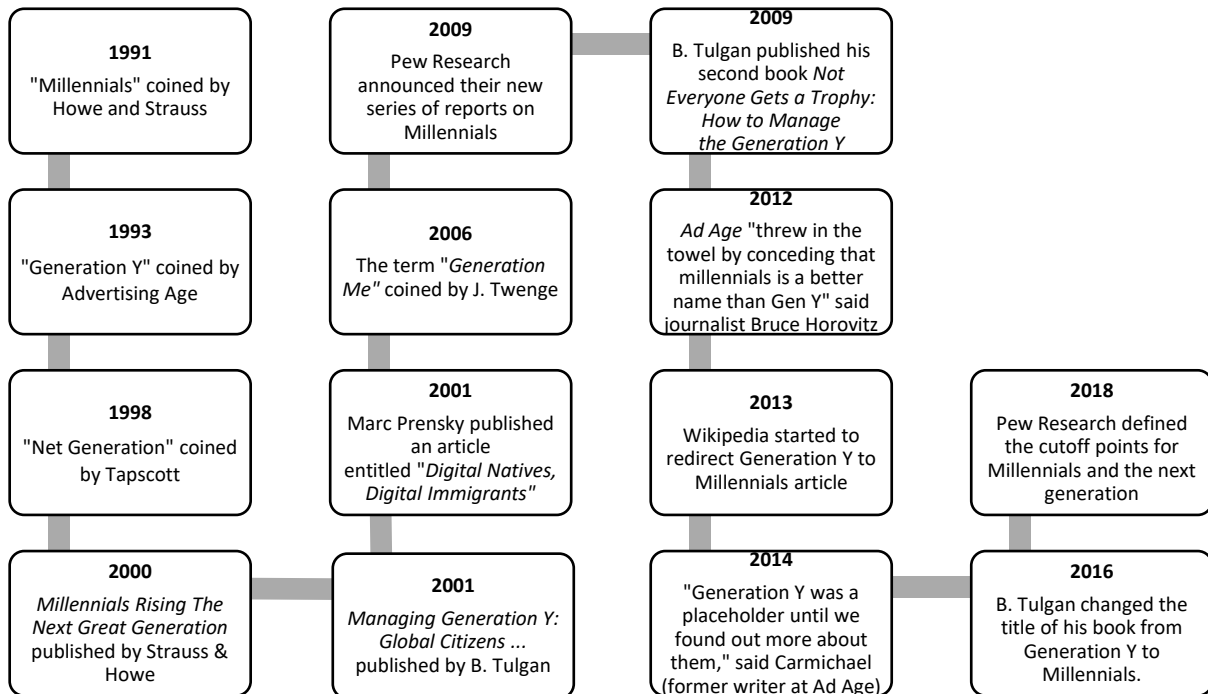 1991
"Millennials" coined by
Howe and Strauss
1993
"Generation Y" coined by
Advertising Age
1998
"Net Generation" coined
by Tapscott
2000
Millennials Rising The
Next Great Generation
published by Strauss &
Howe
2001
Managing Generation Y:
Global Citizens ...
published by B. Tulgan
2001
Marc Prensky published
an article
entitled "Digital Natives,
Digital Immigrants"
2006
The term "Generation
Me" coined by J. Twenge
2009
Pew Research
announced their new
series of reports on
Millennials
2009
B. Tulgan published his
second book Not
Everyone Gets a Trophy:
How to Manage
the Generation Y
2012
Ad Age "threw in the
towel by conceding that
millennials is a better
name than Gen Y" said
journalist Bruce Horovitz
2013
Wikipedia started to
redirect Generation Y to
Millennials article
2014
"Generation Y was a
placeholder until we
found out more about
them," said Carmichael
(former writer at Ad Age)
2016
B. Tulgan changed the
title of his book from
Generation Y to
Millennials.
2018
Pew Research defined
the cutoff points for
Millennials and the next
generation